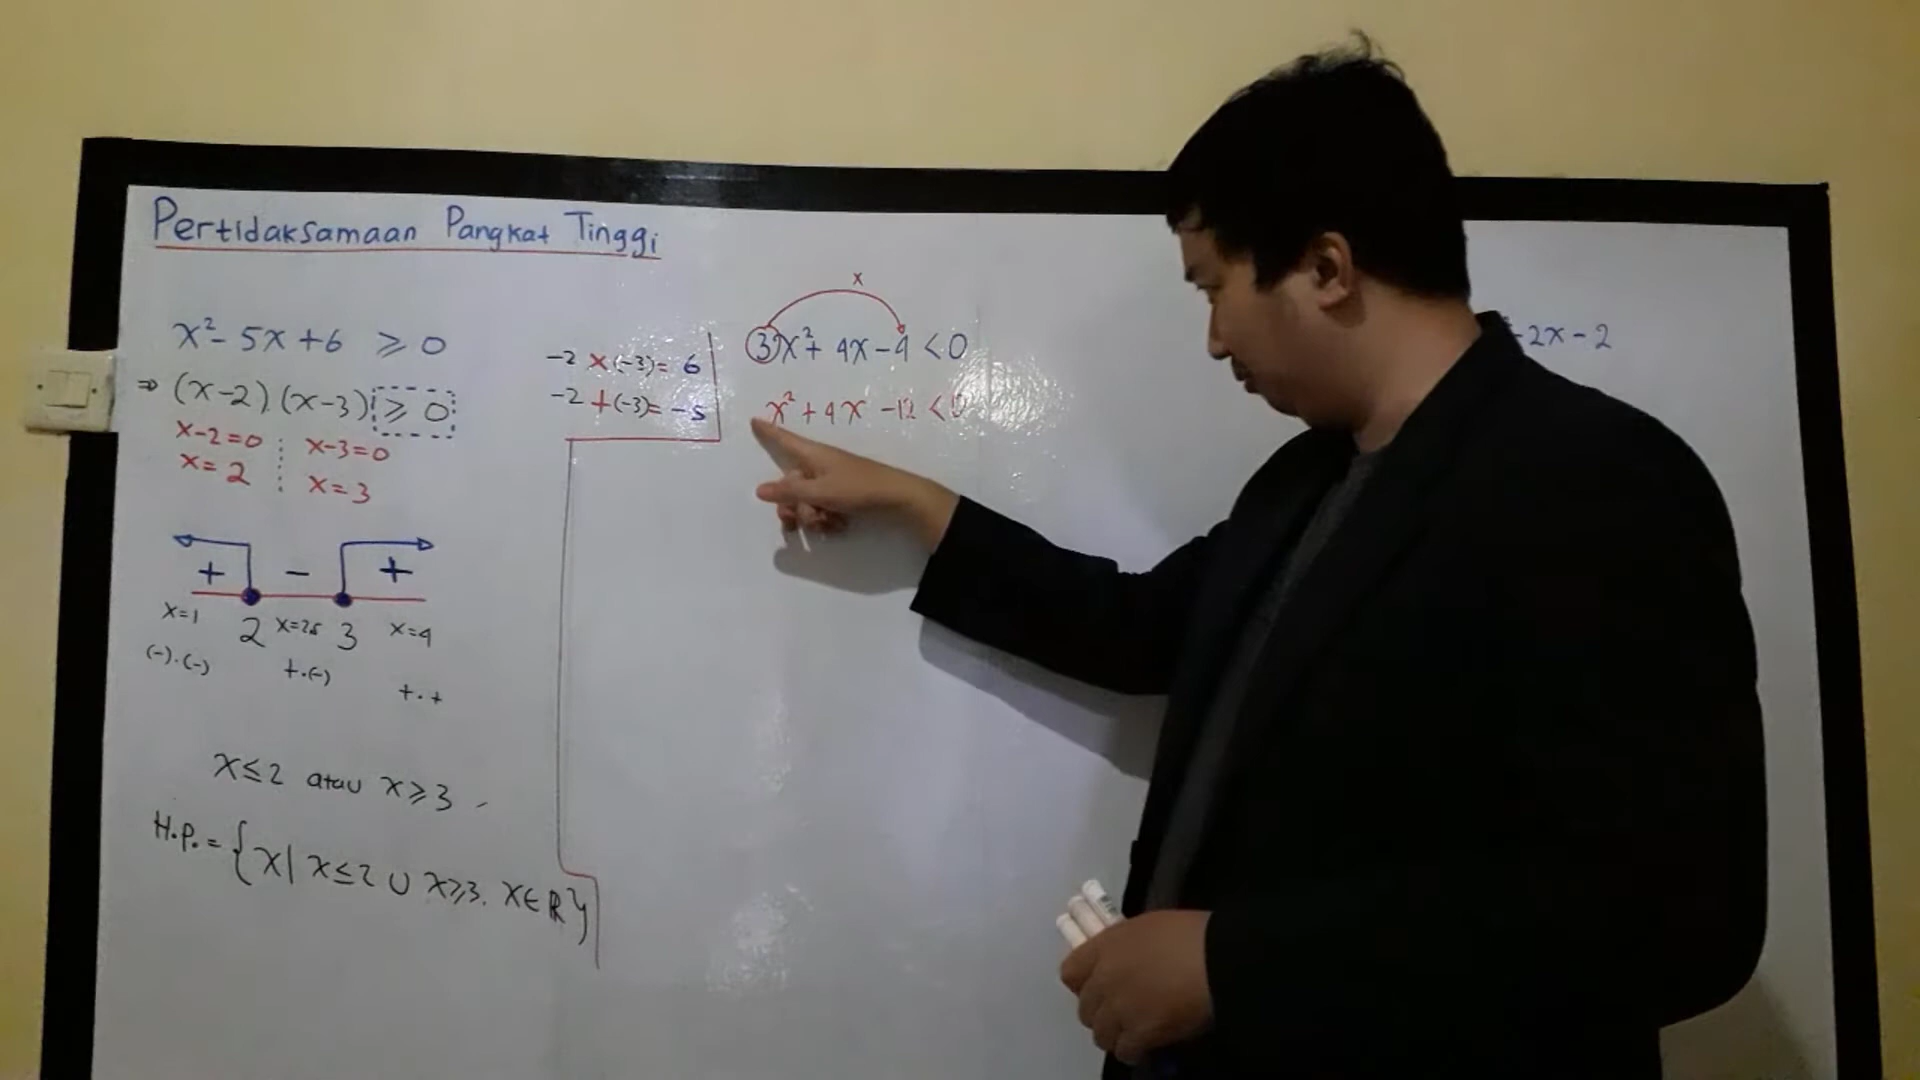 Pertidaksamaan Pangkat Tinggi
x² - 5x + 6 ≥ 0
⇒ (x-2).(x-3) ≥ 0
x-2=0 x-3=0
x=2 x=3
+ - +
x=1 2 x=2,5 3 x=4
(-).(-) +.(-) +.+
x≤2 atau x≥3
H.P. = {x | x≤2 ∪ x≥3. x∈R}
-2 x (-3) = 6
-2 + (-3) = -5
x
3x² + 4x - 4 < 0
x² + 4x - 12 < 0
-2x - 2